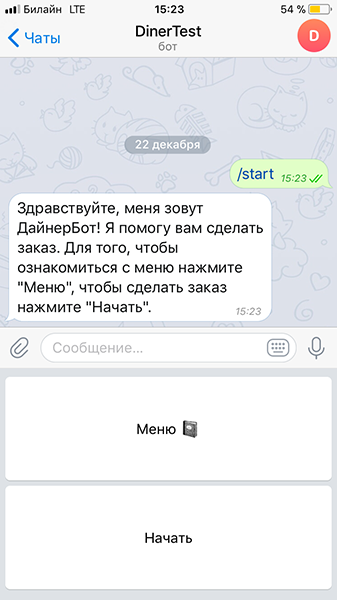 Билайн LTE 15:23 54 %
Чаты DinerTest D
бот
22 декабря
/start 15:23
Здравствуйте, меня зовут
ДайнерБот! Я помогу вам сделать
заказ. Для того, чтобы
ознакомиться с меню нажмите
"Меню", чтобы сделать заказ
нажмите "Начать".
15:23
Сообщение...
Меню
Начать